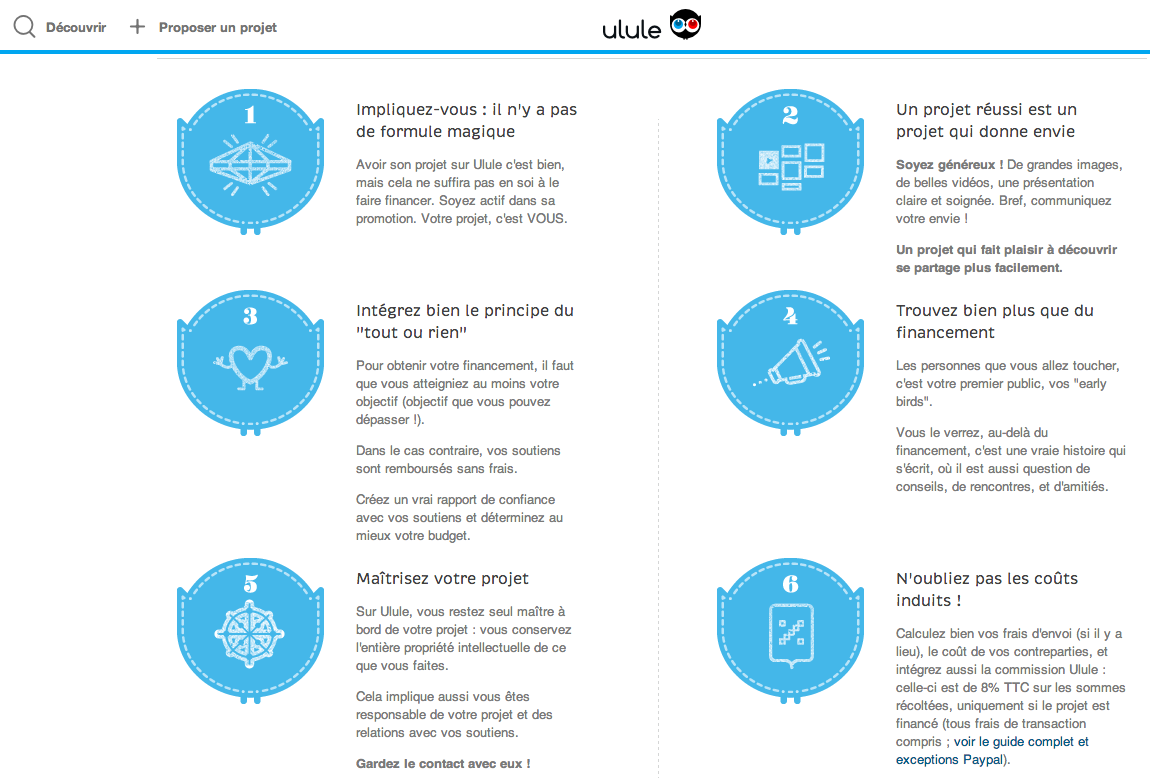 Découvrir
Proposer un projet
ulule
1
Impliquez-vous : il n'y a pas
de formule magique
Avoir son projet sur Ulule c'est bien,
mais cela ne suffira pas en soi à le
faire financer. Soyez actif dans sa
promotion. Votre projet, c'est VOUS.
2
Un projet réussi est un
projet qui donne envie
Soyez généreux ! De grandes images,
de belles vidéos, une présentation
claire et soignée. Bref, communiquez
votre envie !
Un projet qui fait plaisir à découvrir
se partage plus facilement.
3
Intégrez bien le principe du
"tout ou rien"
Pour obtenir votre financement, il faut
que vous atteigniez au moins votre
objectif (objectif que vous pouvez
dépasser !).
Dans le cas contraire, vos soutiens
sont remboursés sans frais.
Créez un vrai rapport de confiance
avec vos soutiens et déterminez au
mieux votre budget.
4
Trouvez bien plus que du
financement
Les personnes que vous allez toucher,
c'est votre premier public, vos "early
birds".
Vous le verrez, au-delà du
financement, c'est une vraie histoire qui
s'écrit, où il est aussi question de
conseils, de rencontres, et d'amitiés.
5
Maîtrisez votre projet
Sur Ulule, vous restez seul maître à
bord de votre projet : vous conservez
l'entière propriété intellectuelle de ce
que vous faites.
Cela implique aussi vous êtes
responsable de votre projet et des
relations avec vos soutiens.
Gardez le contact avec eux !
6
N'oubliez pas les coûts
induits !
Calculez bien vos frais d'envoi (si il y a
lieu), le coût de vos contreparties, et
intégrez aussi la commission Ulule :
celle-ci est de 8% TTC sur les sommes
récoltées, uniquement si le projet est
financé (tous frais de transaction
compris ; voir le guide complet et
exceptions Paypal).